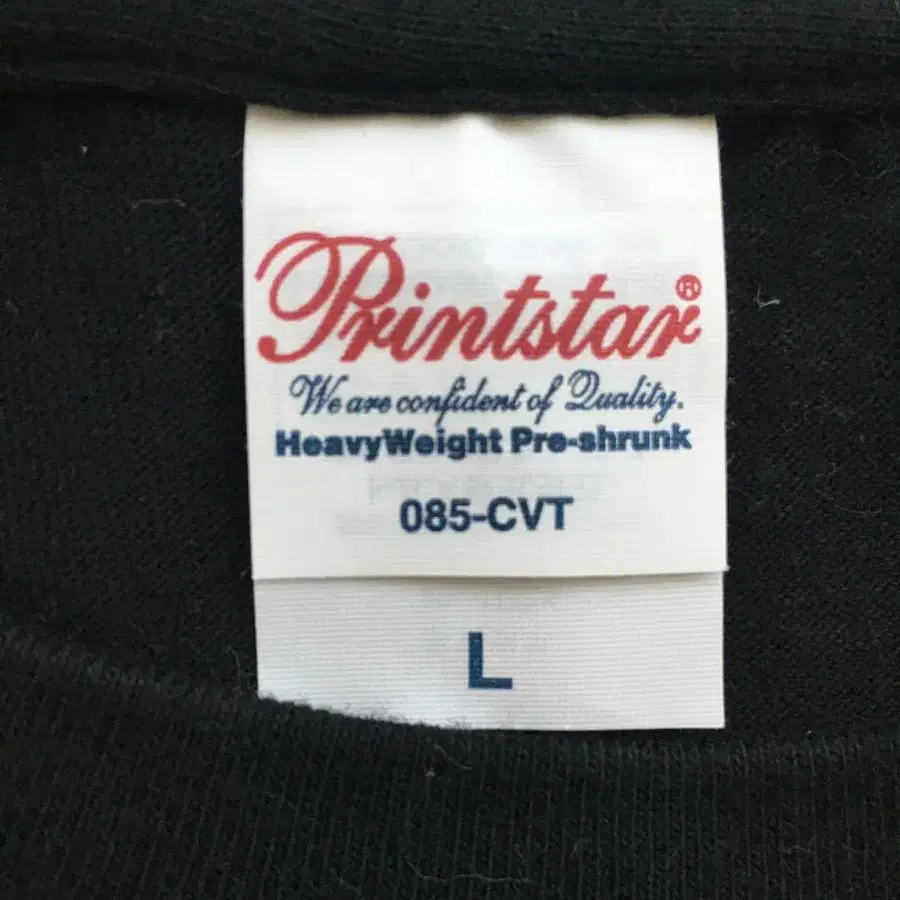 Printstar®
We are confident of Quality.
HeavyWeight Pre-shrunk
085-CVT
L